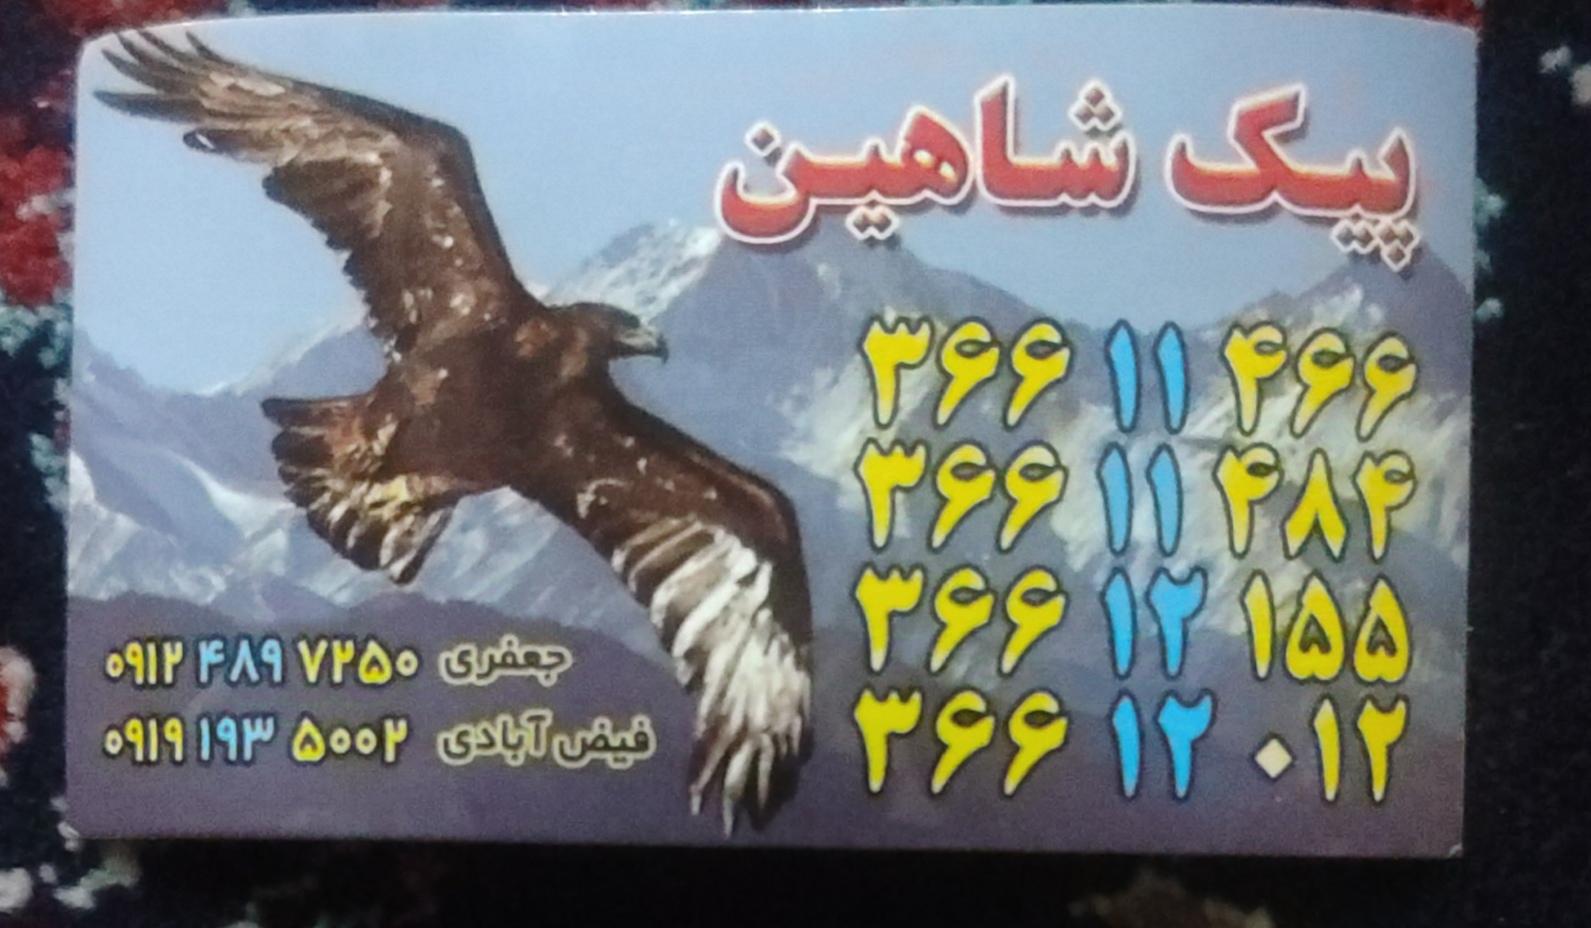 پیک شاهین
۳۶۶ ۱۱ ۴۶۶
۳۶۶ ۱۱ ۴۸۴
۳۶۶ ۱۲ ۱۵۵
۳۶۶ ۱۲ ۰۱۲
جعفری ۰۹۱۲ ۴۸۹ ۷۲۵۰
فیض آبادی ۰۹۱۹ ۱۹۳ ۵۰۰۲